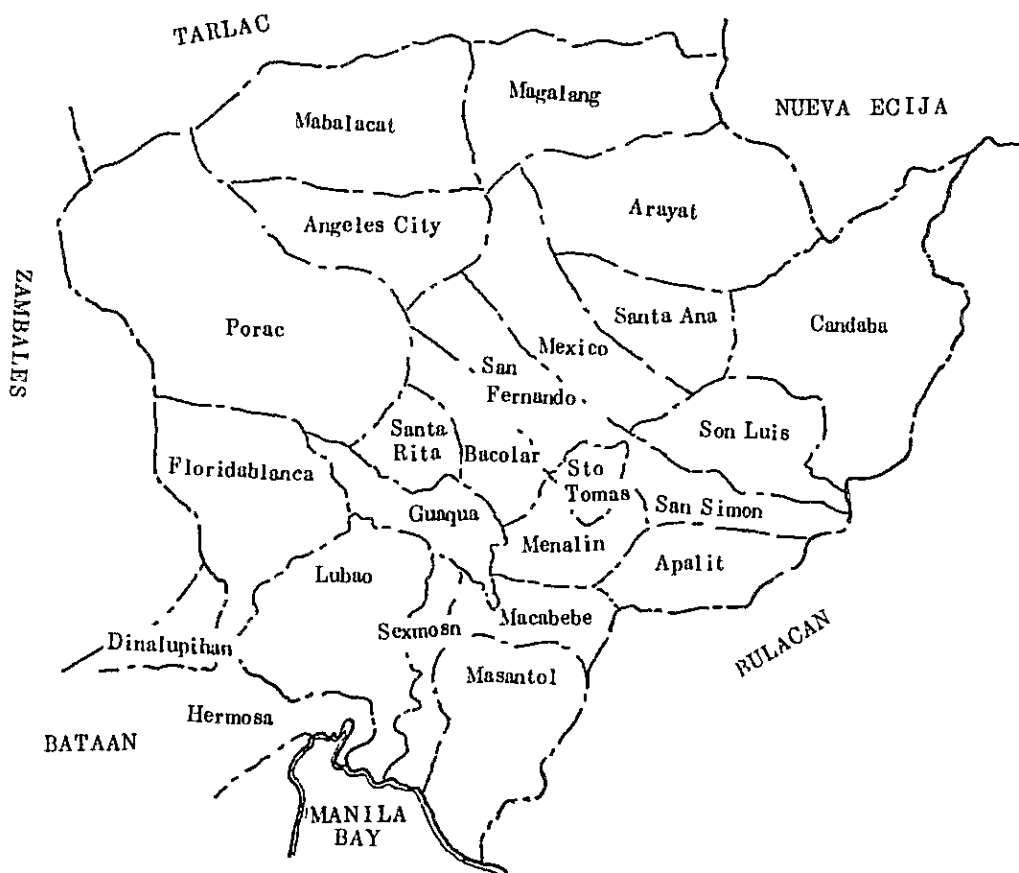 TARLAC
Magalang
NUEVA ECIJA
Mabalacat
Arayat
Angeles City
ZAMBALES
Santa Ana
Candaba
Porac
Mexico
San
Fernando
Santa
Rita
Son Luis
Bacolar
Floridablanca
Sto
Tomas
San Simon
Guaqua
Menalin
Apalit
Lubao
Macabebe
Sexmosn
Dinalupihan
BULACAN
Masantol
Hermosa
BATAAN
MANILA
BAY